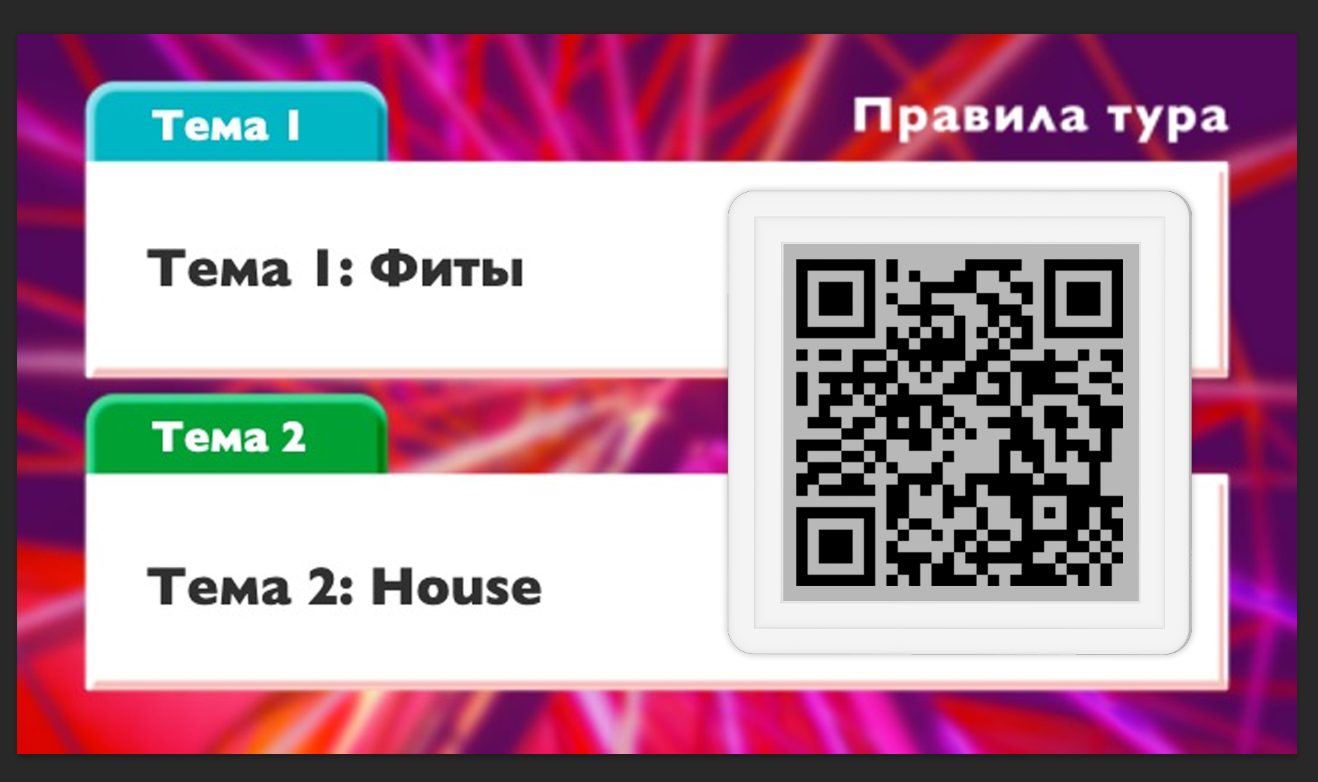 Тема 1
Правила тура
Тема 1: Фиты
Тема 2
Тема 2: House